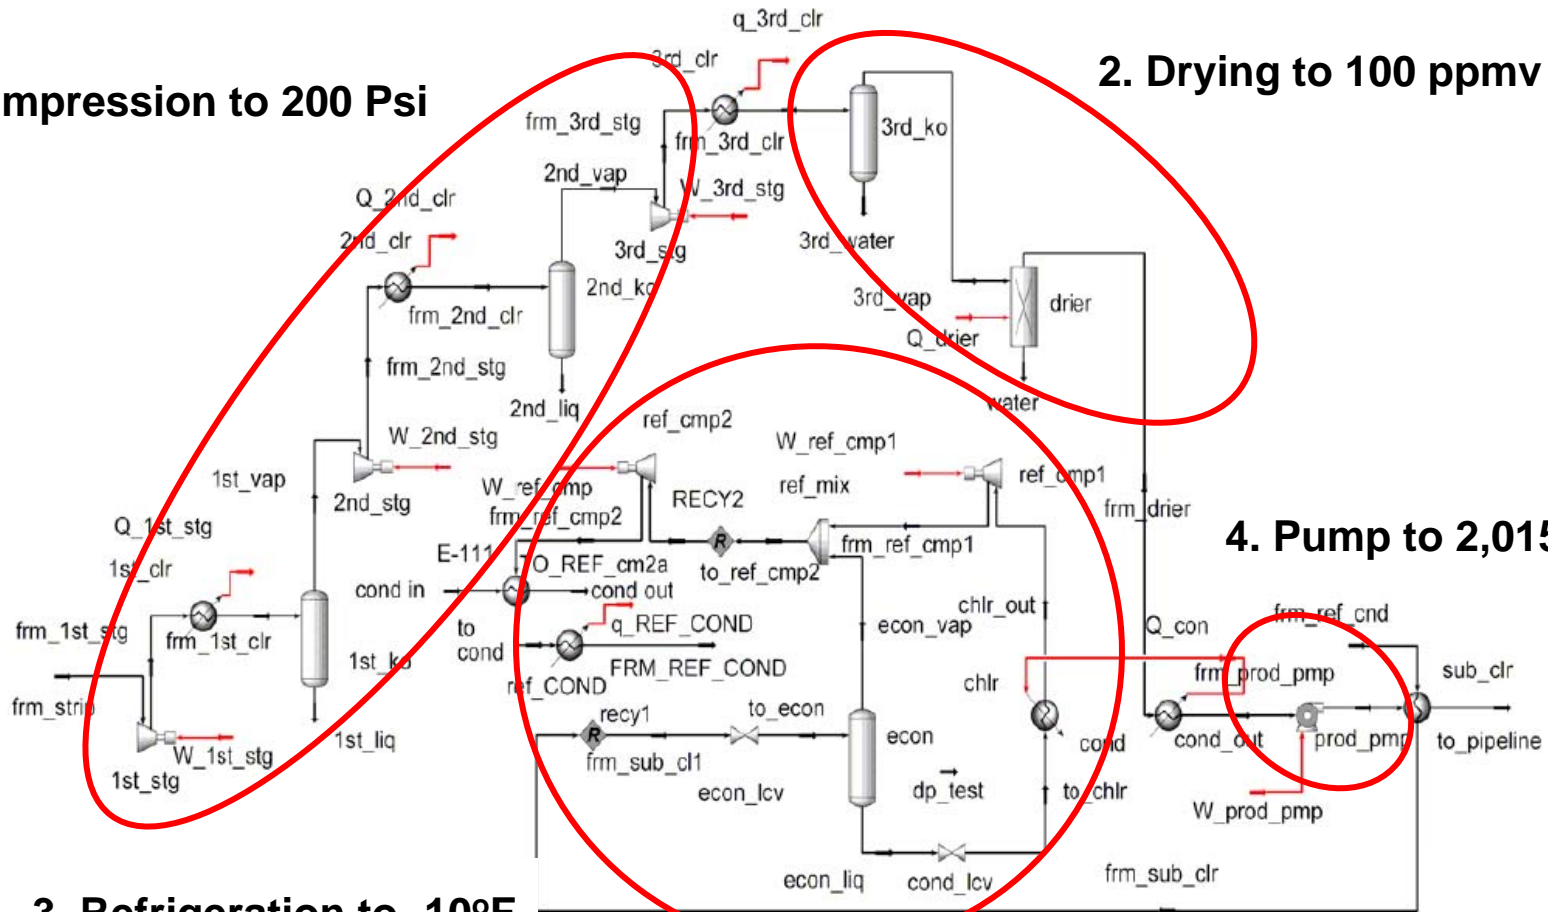 q_3rd_clr
3rd_clr
2. Drying to 100 ppmv
mpression to 200 Psi
frm_3rd_stg
3rd_ko
frm_3rd_clr
2nd_vap
W_3rd_stg
Q_2nd_clr
2nd_clr
3rd_stg
3rd_water
2nd_ko
3rd_vap
drier
frm_2nd_clr
Q_drier
frm_2nd_stg
2nd_liq
water
ref_cmp2
W_2nd_stg
W_ref_cmp1
1st_vap
ref_cmp1
2nd_stg
W_ref_cmp
ref_mix
RECY2
frm_ref_cmp2
frm_drier
Q_1st_stg
frm_ref_cmp1
4. Pump to 2,015
E-111
TO_REF_cm2a
to_ref_cmp2
1st_clr
cond in
cond out
chlr_out
frm_ref_cnd
frm_1st_stg
frm_1st_clr
to
cond
q_REF_COND
econ_vap
Q_con
1st_ko
FRM_REF_COND
frm_prod_pmp
sub_clr
ref_COND
chlr
frm_strip
recy1
to_econ
econ
cond
cond_out
prod_pmp
to_pipeline
1st_liq
W_1st_stg
frm_sub_cl1
1st_stg
econ_lcv
dp_test
to_chlr
W_prod_pmp
econ_liq
cond_lcv
frm_sub_clr
3. Refrigeration to -10ºF
R
R